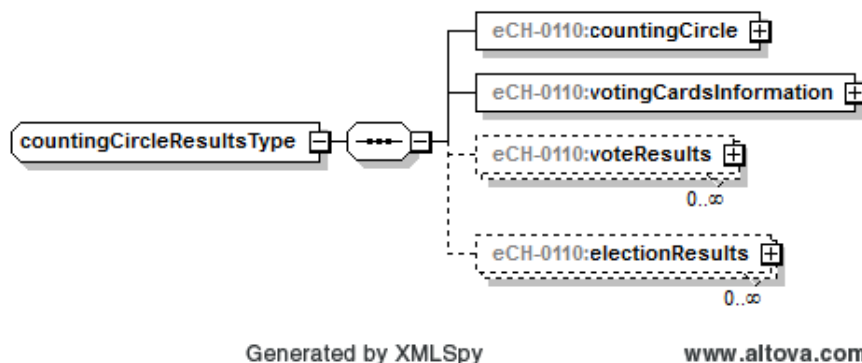 eCH-0110:countingCircle
eCH-0110:votingCardsInformation
countingCircleResultsType
eCH-0110:voteResults
0..∞
eCH-0110:electionResults
0..∞
Generated by XMLSpy www.altova.com